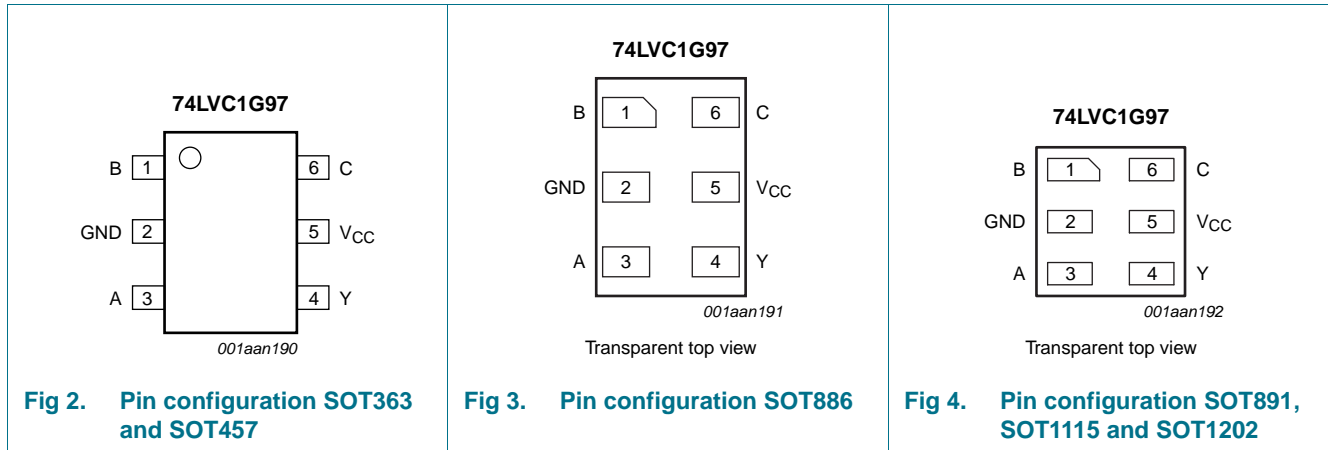 74LVC1G97
B 1 6 C
GND 2 5 VCC
A 3 4 Y
001aan190
Fig 2. Pin configuration SOT363
and SOT457
74LVC1G97
B 1 6 C
GND 2 5 VCC
A 3 4 Y
001aan191
Transparent top view
Fig 3. Pin configuration SOT886
74LVC1G97
B 1 6 C
GND 2 5 VCC
A 3 4 Y
001aan192
Transparent top view
Fig 4. Pin configuration SOT891,
SOT1115 and SOT1202